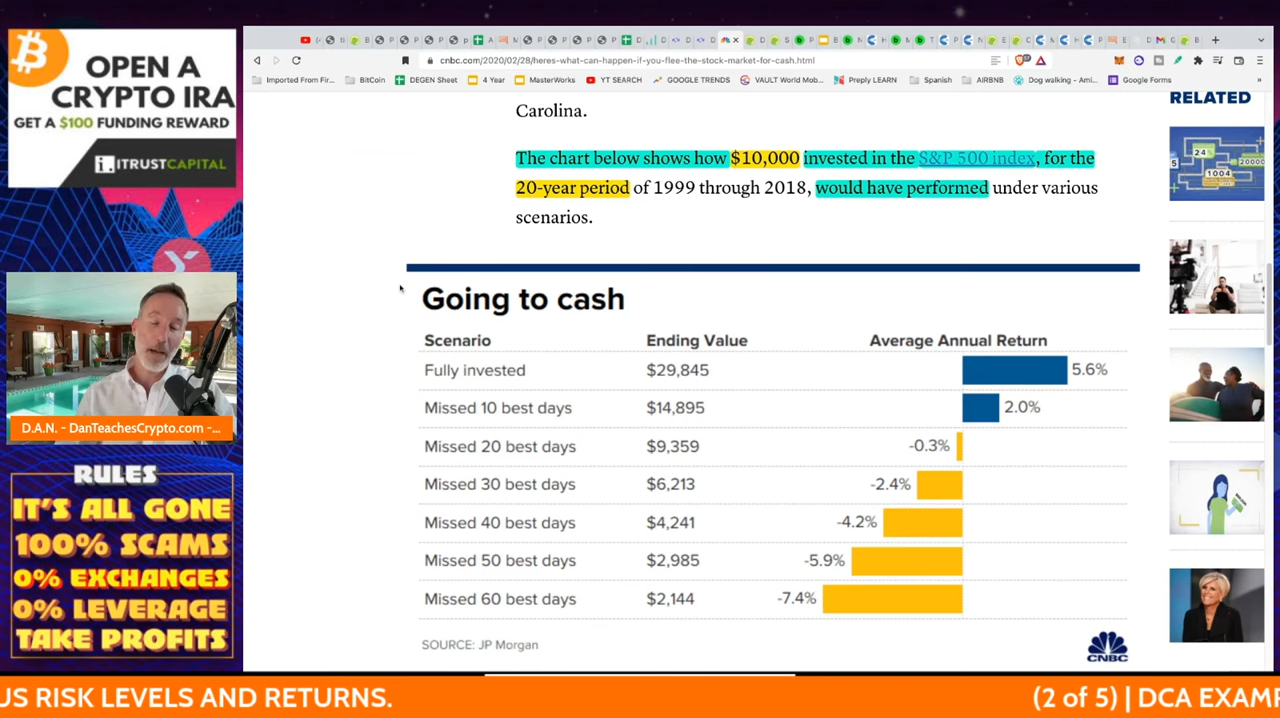 OPEN A
CRYPTO IRA
GET A $100 FUNDING REWARD
ITRUSTCAPITAL
D.A.N. - DanTeachesCrypto.com -...
RULES
IT'S ALL GONE
100% SCAMS
0% EXCHANGES
0% LEVERAGE
TAKE PROFITS
cnbc.com/2020/02/28/heres-what-can-happen-if-you-flee-the-stock-market-for-cash.html
Imported From Fir... BitCoin DEGEN Sheet 4 Year MasterWorks YT SEARCH GOOGLE TRENDS VAULT World Mob... Preply LEARN Spanish AIRBNB Dog walking - Ami... Google Forms
Carolina.
The chart below shows how $10,000 invested in the S&P 500 index, for the
20-year period of 1999 through 2018, would have performed under various
scenarios.
RELATED
Going to cash
Scenario Ending Value Average Annual Return
Fully invested $29,845 5.6%
Missed 10 best days $14,895 2.0%
Missed 20 best days $9,359 -0.3%
Missed 30 best days $6,213 -2.4%
Missed 40 best days $4,241 -4.2%
Missed 50 best days $2,985 -5.9%
Missed 60 best days $2,144 -7.4%
SOURCE: JP Morgan
CNBC
US RISK LEVELS AND RETURNS. (2 of 5) | DCA EXAMP